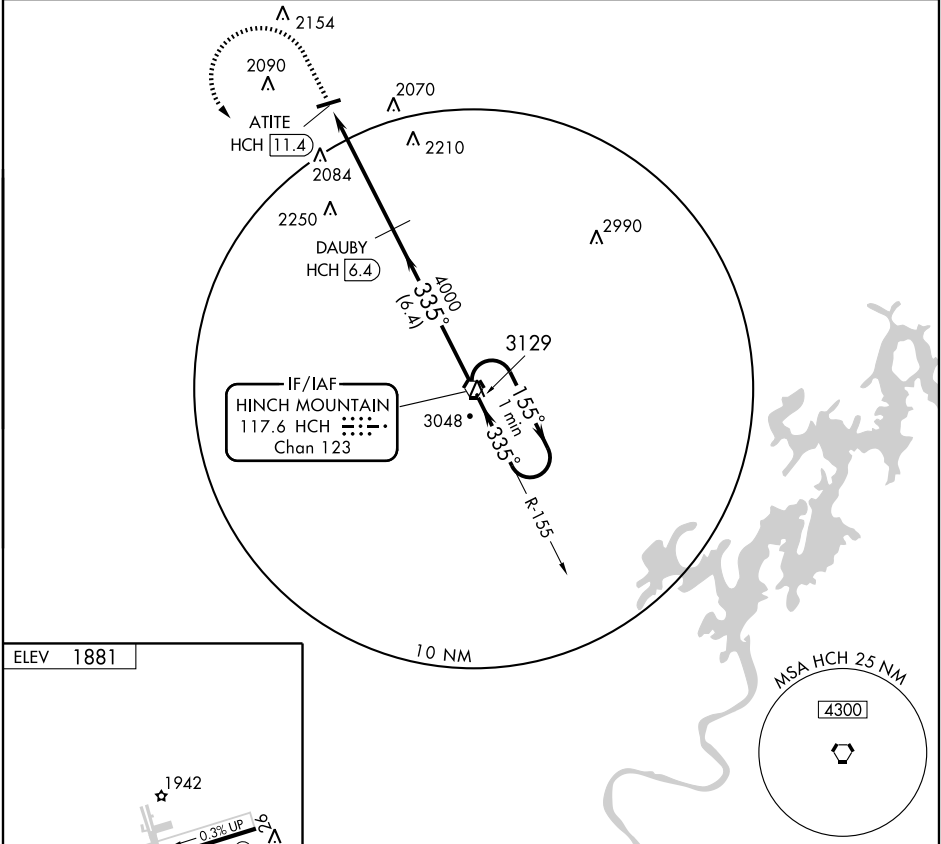 2154
2090
2070
ATITE
HCH 11.4
2210
2084
2250
2990
DAUBY
HCH 6.4
4000
335°
(6.4)
3129
IF/IAF
HINCH MOUNTAIN
117.6 HCH
Chan 123
3048
155°
1 min
335°
R-155
10 NM
ELEV 1881
MSA HCH 25 NM
4300
1942
0.3% UP
26